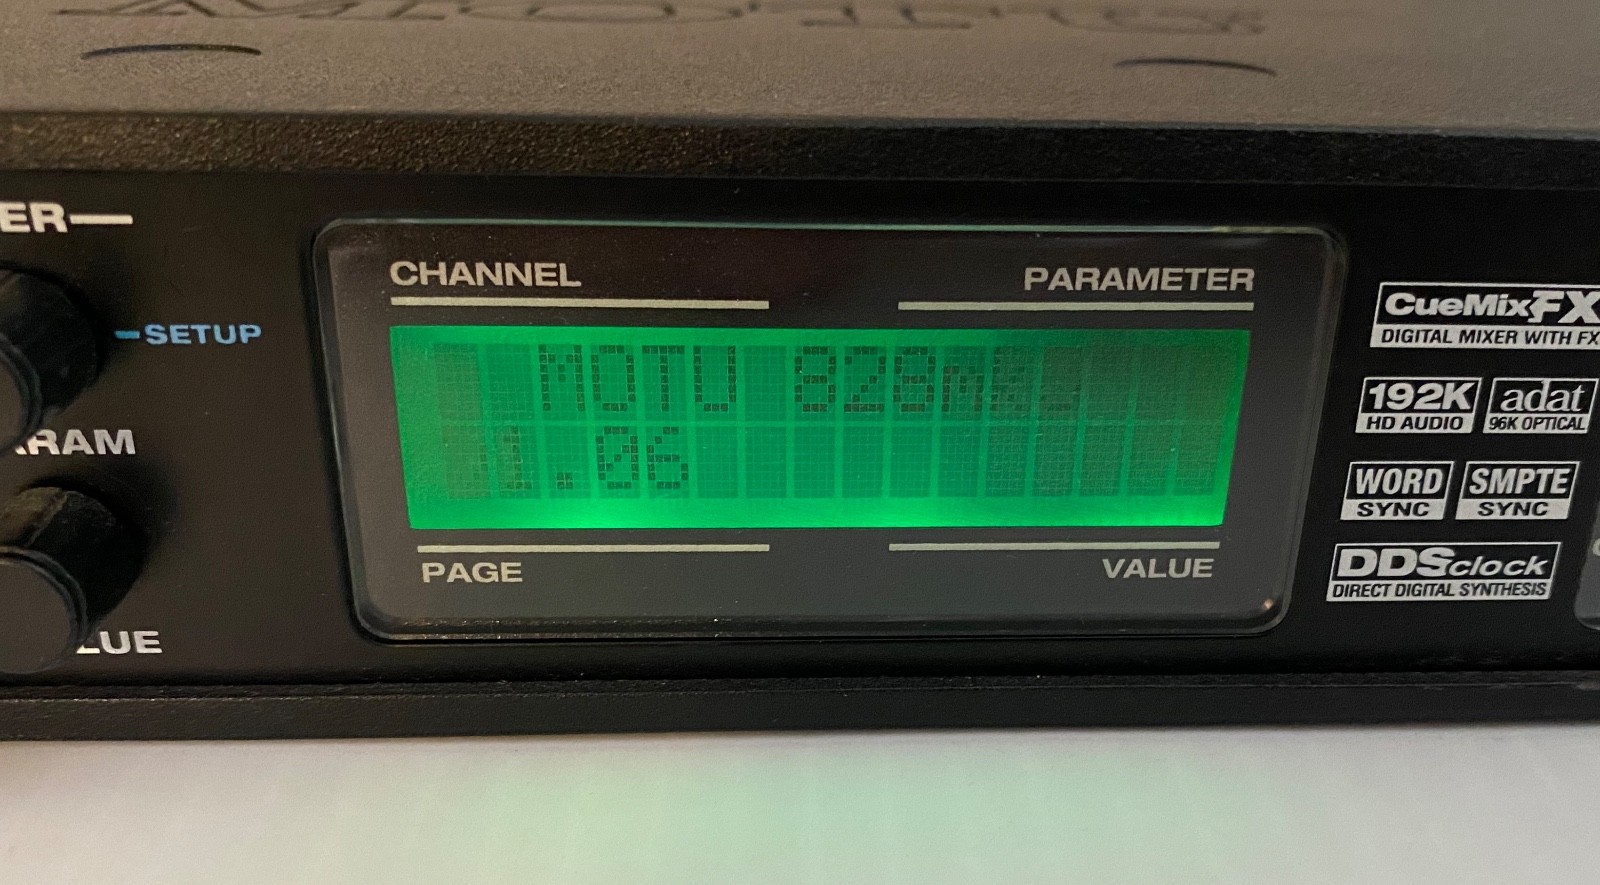 ER
SETUP
CHANNEL
PARAMETER
MOTU 828mk3
1.06
PAGE
VALUE
RAM
LUE
CueMixFX
DIGITAL MIXER WITH FX
192K
HD AUDIO
adat
96K OPTICAL
WORD
SYNC
SMPTE
SYNC
DDSclock
DIRECT DIGITAL SYNTHESIS